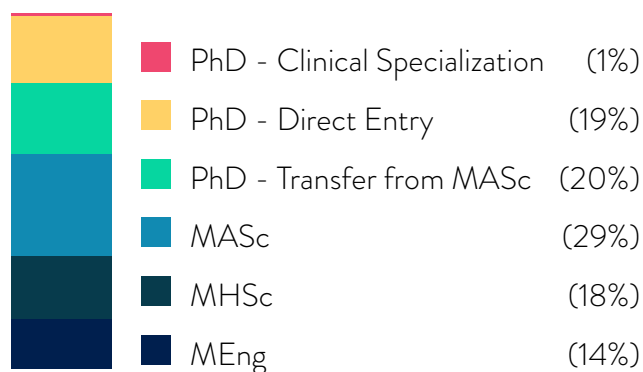 PhD - Clinical Specialization (1%)
PhD - Direct Entry (19%)
PhD - Transfer from MASc (20%)
MASc (29%)
MHSc (18%)
MEng (14%)